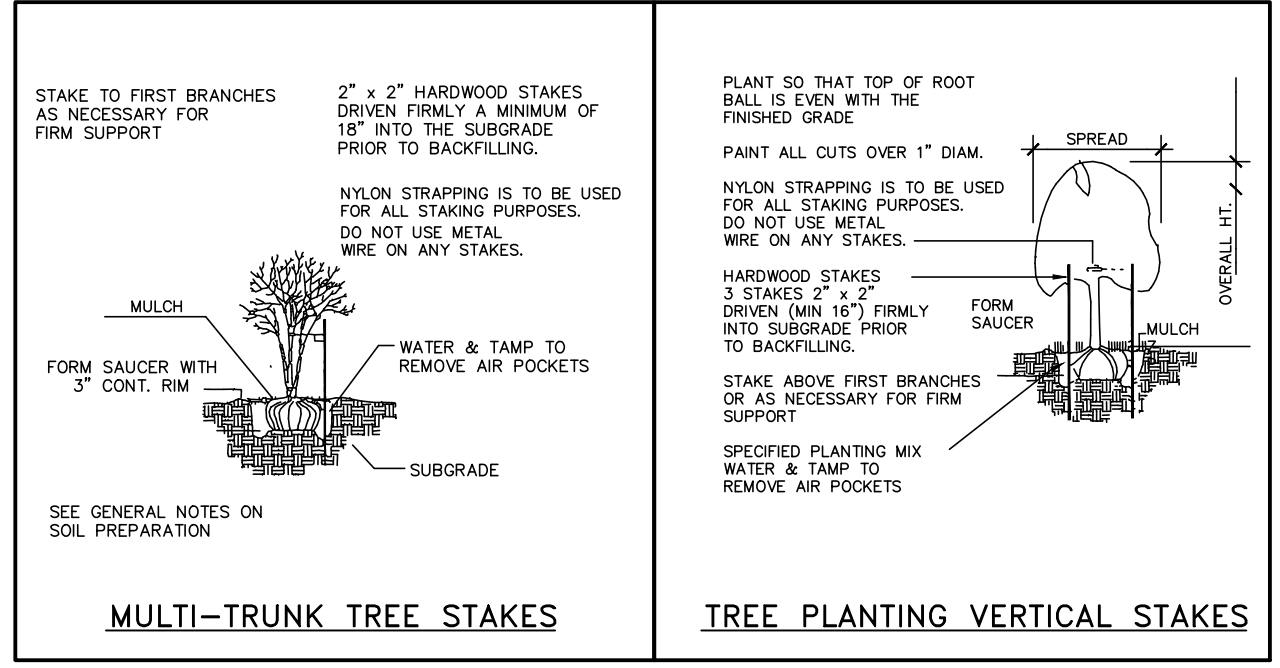 STAKE TO FIRST BRANCHES
AS NECESSARY FOR
FIRM SUPPORT
2” x 2” HARDWOOD STAKES
DRIVEN FIRMLY A MINIMUM OF
18” INTO THE SUBGRADE
PRIOR TO BACKFILLING.
NYLON STRAPPING IS TO BE USED
FOR ALL STAKING PURPOSES.
DO NOT USE METAL
WIRE ON ANY STAKES.
MULCH
FORM SAUCER WITH
3” CONT. RIM
WATER & TAMP TO
REMOVE AIR POCKETS
SUBGRADE
SEE GENERAL NOTES ON
SOIL PREPARATION
MULTI-TRUNK TREE STAKES
PLANT SO THAT TOP OF ROOT
BALL IS EVEN WITH THE
FINISHED GRADE
PAINT ALL CUTS OVER 1” DIAM.
NYLON STRAPPING IS TO BE USED
FOR ALL STAKING PURPOSES.
DO NOT USE METAL
WIRE ON ANY STAKES.
HARDWOOD STAKES
3 STAKES 2” x 2”
DRIVEN (MIN 16”) FIRMLY
INTO SUBGRADE PRIOR
TO BACKFILLING.
STAKE ABOVE FIRST BRANCHES
OR AS NECESSARY FOR FIRM
SUPPORT
SPECIFIED PLANTING MIX
WATER & TAMP TO
REMOVE AIR POCKETS
SPREAD
OVERALL HT.
FORM
SAUCER
MULCH
TREE PLANTING VERTICAL STAKES